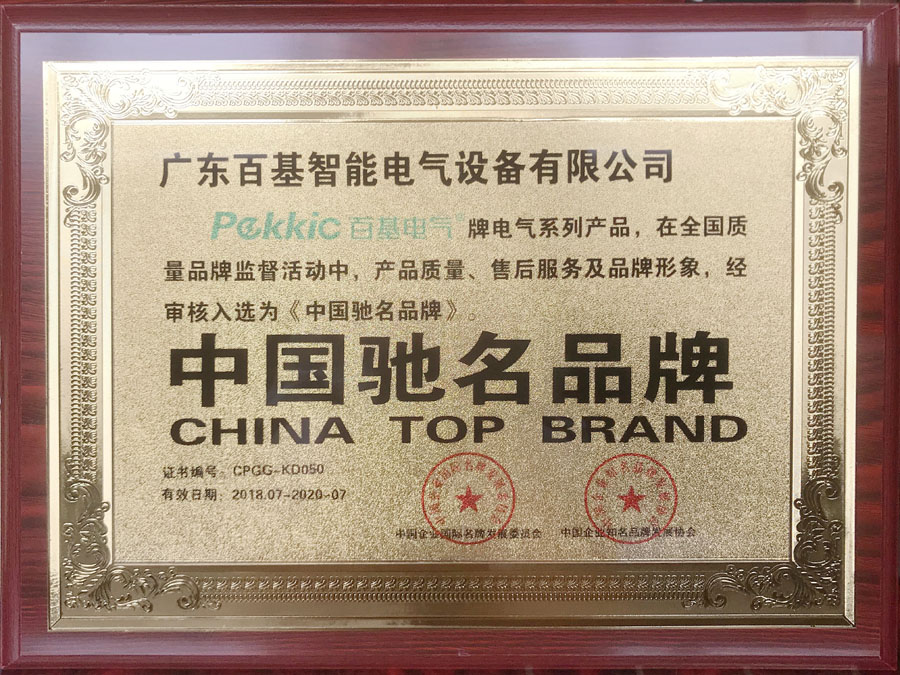 广东百基智能电气设备有限公司
Pekkic 百基电气® 牌电气系列产品，在全国质
量品牌监督活动中，产品质量、售后服务及品牌形象，经
审核入选为《中国驰名品牌》。
中国驰名品牌
CHINA TOP BRAND
证书编号：CPGG-KD050
有效日期：2018.07-2020-07
中国企业国际名牌发展委员会
中国企业知名品牌发展协会